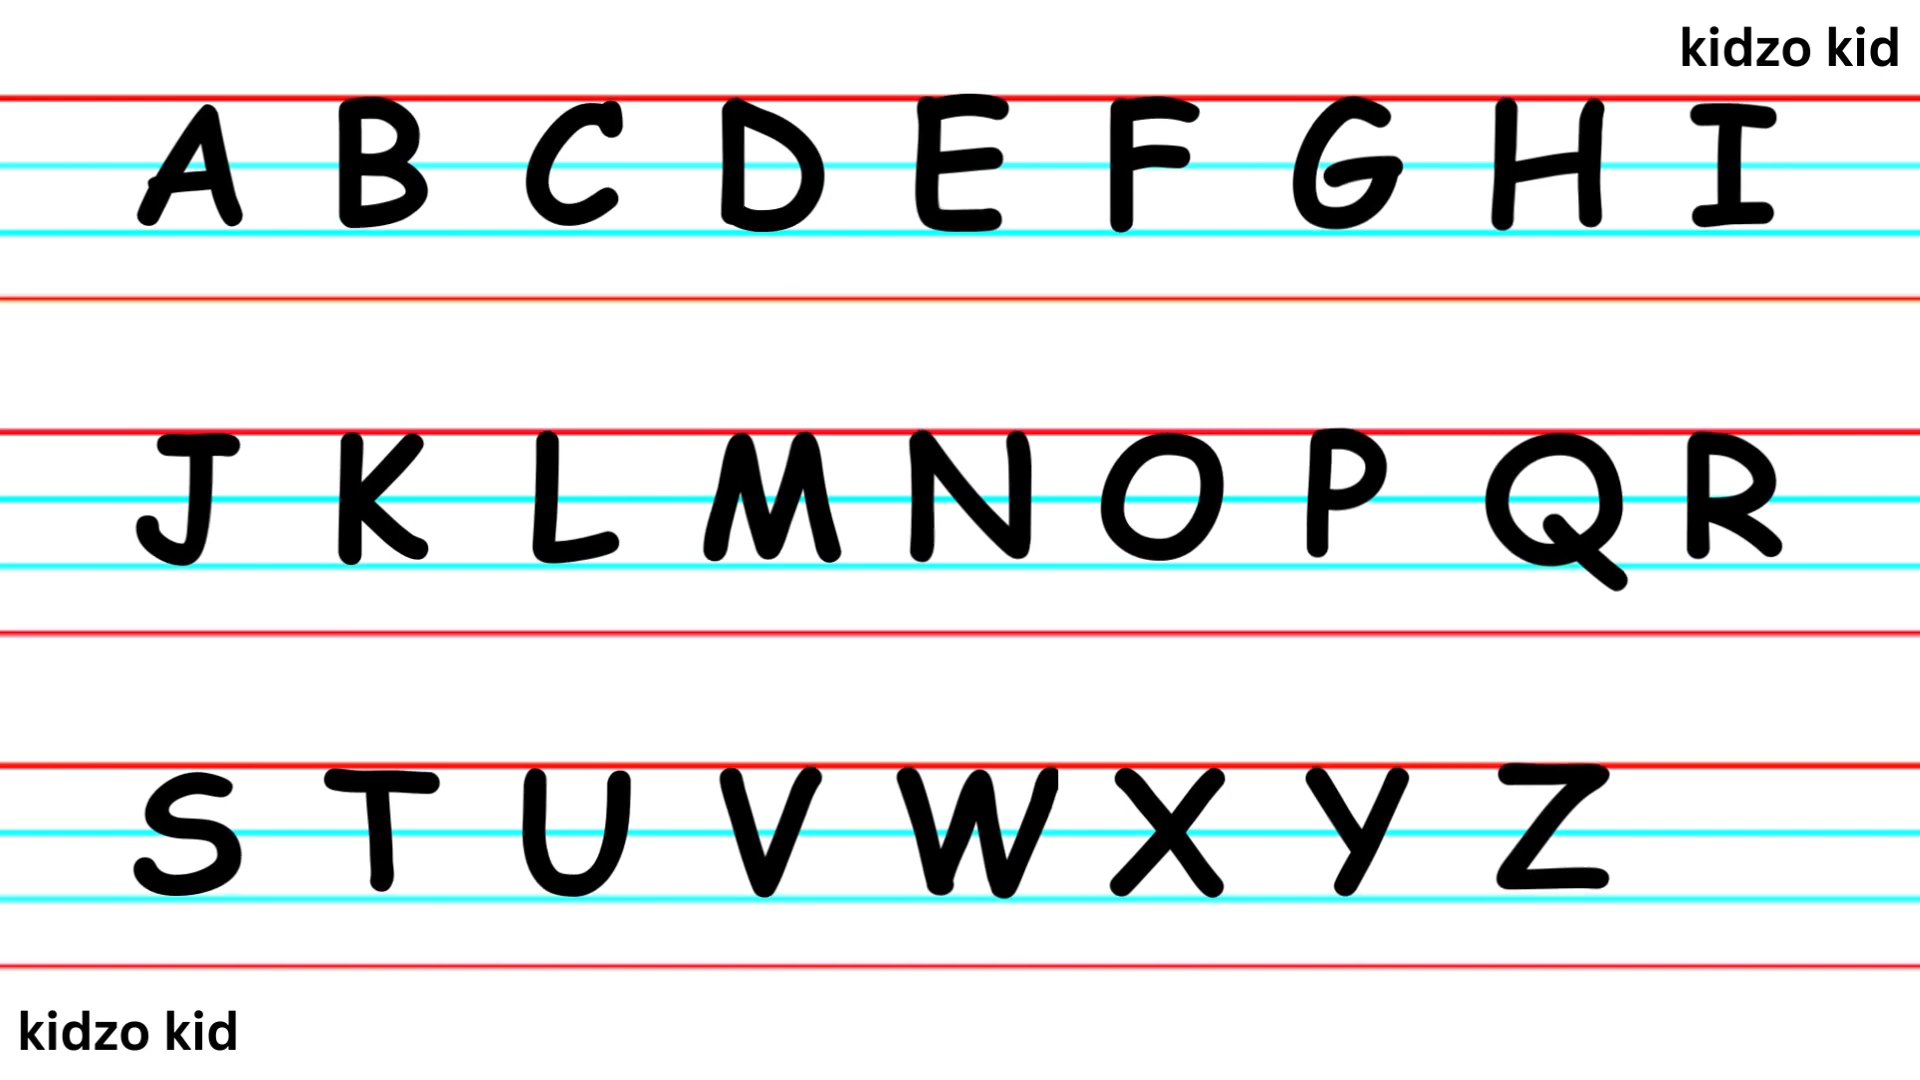 kidzo kid
A B C D E F G H I
J K L M N O P Q R
S T U V W X Y Z
kidzo kid